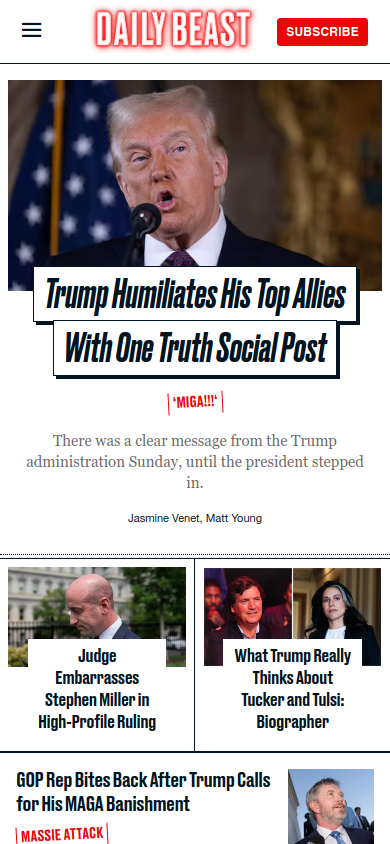 DAILY BEAST
SUBSCRIBE
Trump Humiliates His Top Allies
With One Truth Social Post
'MIGA!!!'
There was a clear message from the Trump
administration Sunday, until the president stepped
in.
Jasmine Venet, Matt Young
Judge
Embarrasses
Stephen Miller in
High-Profile Ruling
What Trump Really
Thinks About
Tucker and Tulsi:
Biographer
GOP Rep Bites Back After Trump Calls
for His MAGA Banishment
MASSIE ATTACK